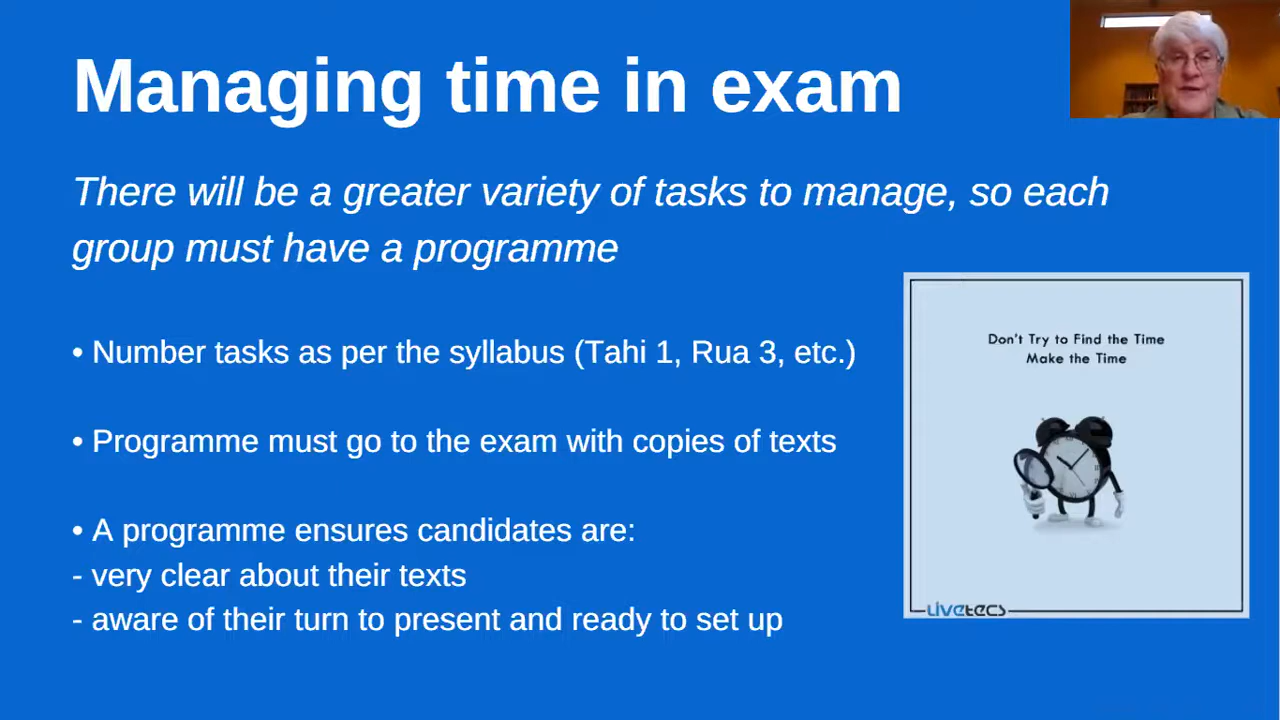 Managing time in exam
There will be a greater variety of tasks to manage, so each
group must have a programme
• Number tasks as per the syllabus (Tahi 1, Rua 3, etc.)
• Programme must go to the exam with copies of texts
• A programme ensures candidates are:
- very clear about their texts
- aware of their turn to present and ready to set up
Don't Try to Find the Time
Make the Time
Livetecs